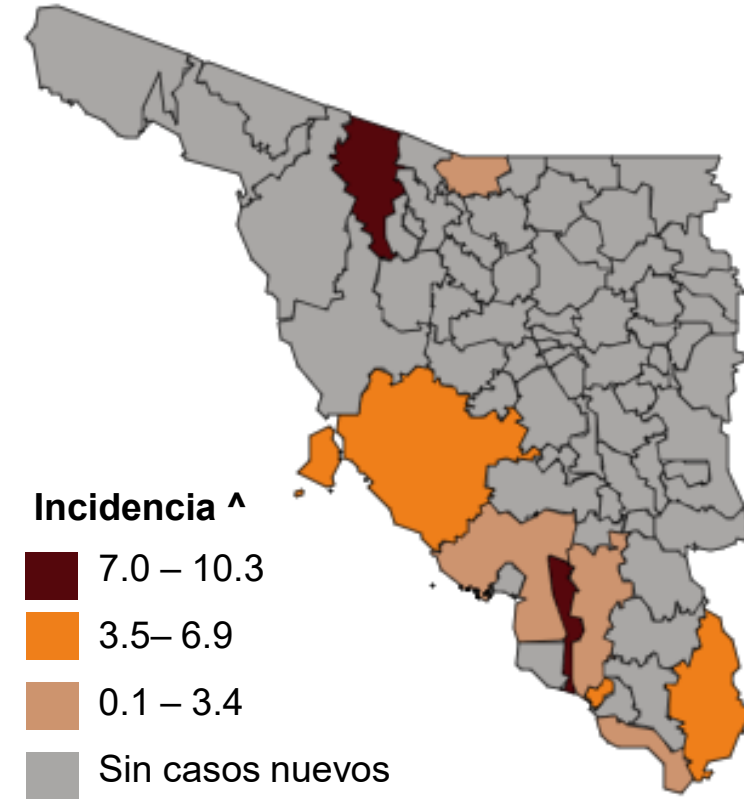 Incidencia ^
7.0 – 10.3
3.5– 6.9
0.1 – 3.4
Sin casos nuevos